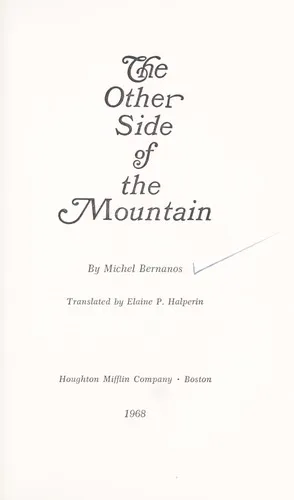 The
Other
Side
of
the
Mountain
By Michel Bernanos
Translated by Elaine P. Halperin
Houghton Mifflin Company · Boston
1968